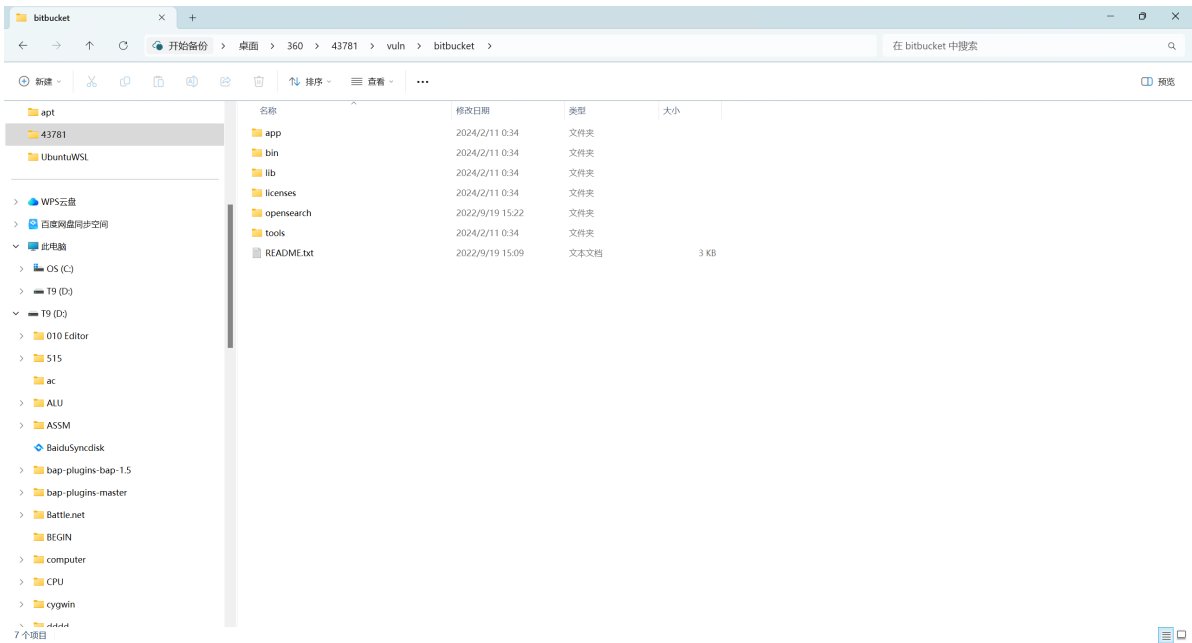 bitbucket
开始备份 > 桌面 > 360 > 43781 > vuln > bitbucket >
在 bitbucket 中搜索
新建
排序
查看
预览
apt
43781
UbuntuWSL
WPS云盘
百度网盘同步空间
此电脑
OS (C:)
T9 (D:)
T9 (D:)
010 Editor
515
ac
ALU
ASSM
BaiduSyncdisk
bap-plugins-bap-1.5
bap-plugins-master
Battle.net
BEGIN
computer
CPU
cygwin
dddd
名称 修改日期 类型 大小
app 2024/2/11 0:34 文件夹
bin 2024/2/11 0:34 文件夹
lib 2024/2/11 0:34 文件夹
licenses 2024/2/11 0:34 文件夹
opensearch 2022/9/19 15:22 文件夹
tools 2024/2/11 0:34 文件夹
README.txt 2022/9/19 15:09 文本文档 3 KB
7 个项目